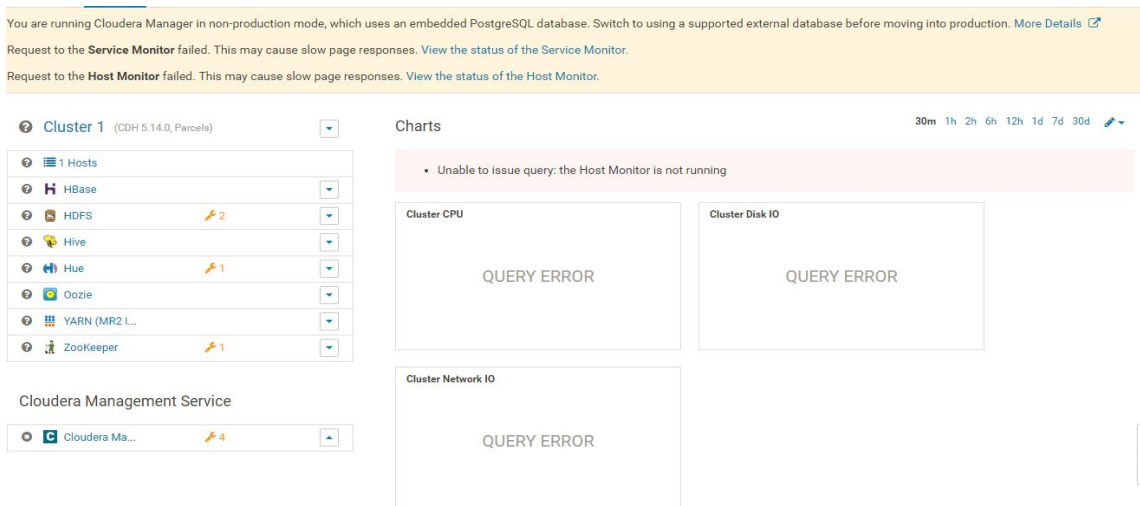 You are running Cloudera Manager in non-production mode, which uses an embedded PostgreSQL database. Switch to using a supported external database before moving into production. More Details
Request to the Service Monitor failed. This may cause slow page responses. View the status of the Service Monitor.
Request to the Host Monitor failed. This may cause slow page responses. View the status of the Host Monitor.
Cluster 1 (CDH 5.14.0, Parcels)
1 Hosts
HBase
HDFS 2
Hive
Hue 1
Oozie
YARN (MR2 I...
ZooKeeper 1
Cloudera Management Service
Cloudera Ma... 4
Charts
30m 1h 2h 6h 12h 1d 7d 30d
Unable to issue query: the Host Monitor is not running
Cluster CPU
QUERY ERROR
Cluster Disk IO
QUERY ERROR
Cluster Network IO
QUERY ERROR